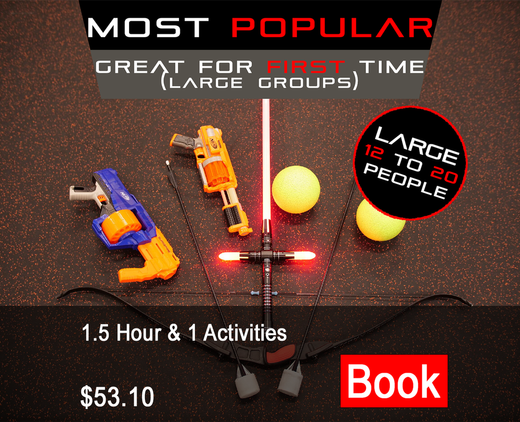 MOST POPULAR
GREAT FOR FIRST TIME
(LARGE GROUPS)
LARGE
12 TO 20
PEOPLE
1.5 Hour & 1 Activities
$53.10
Book